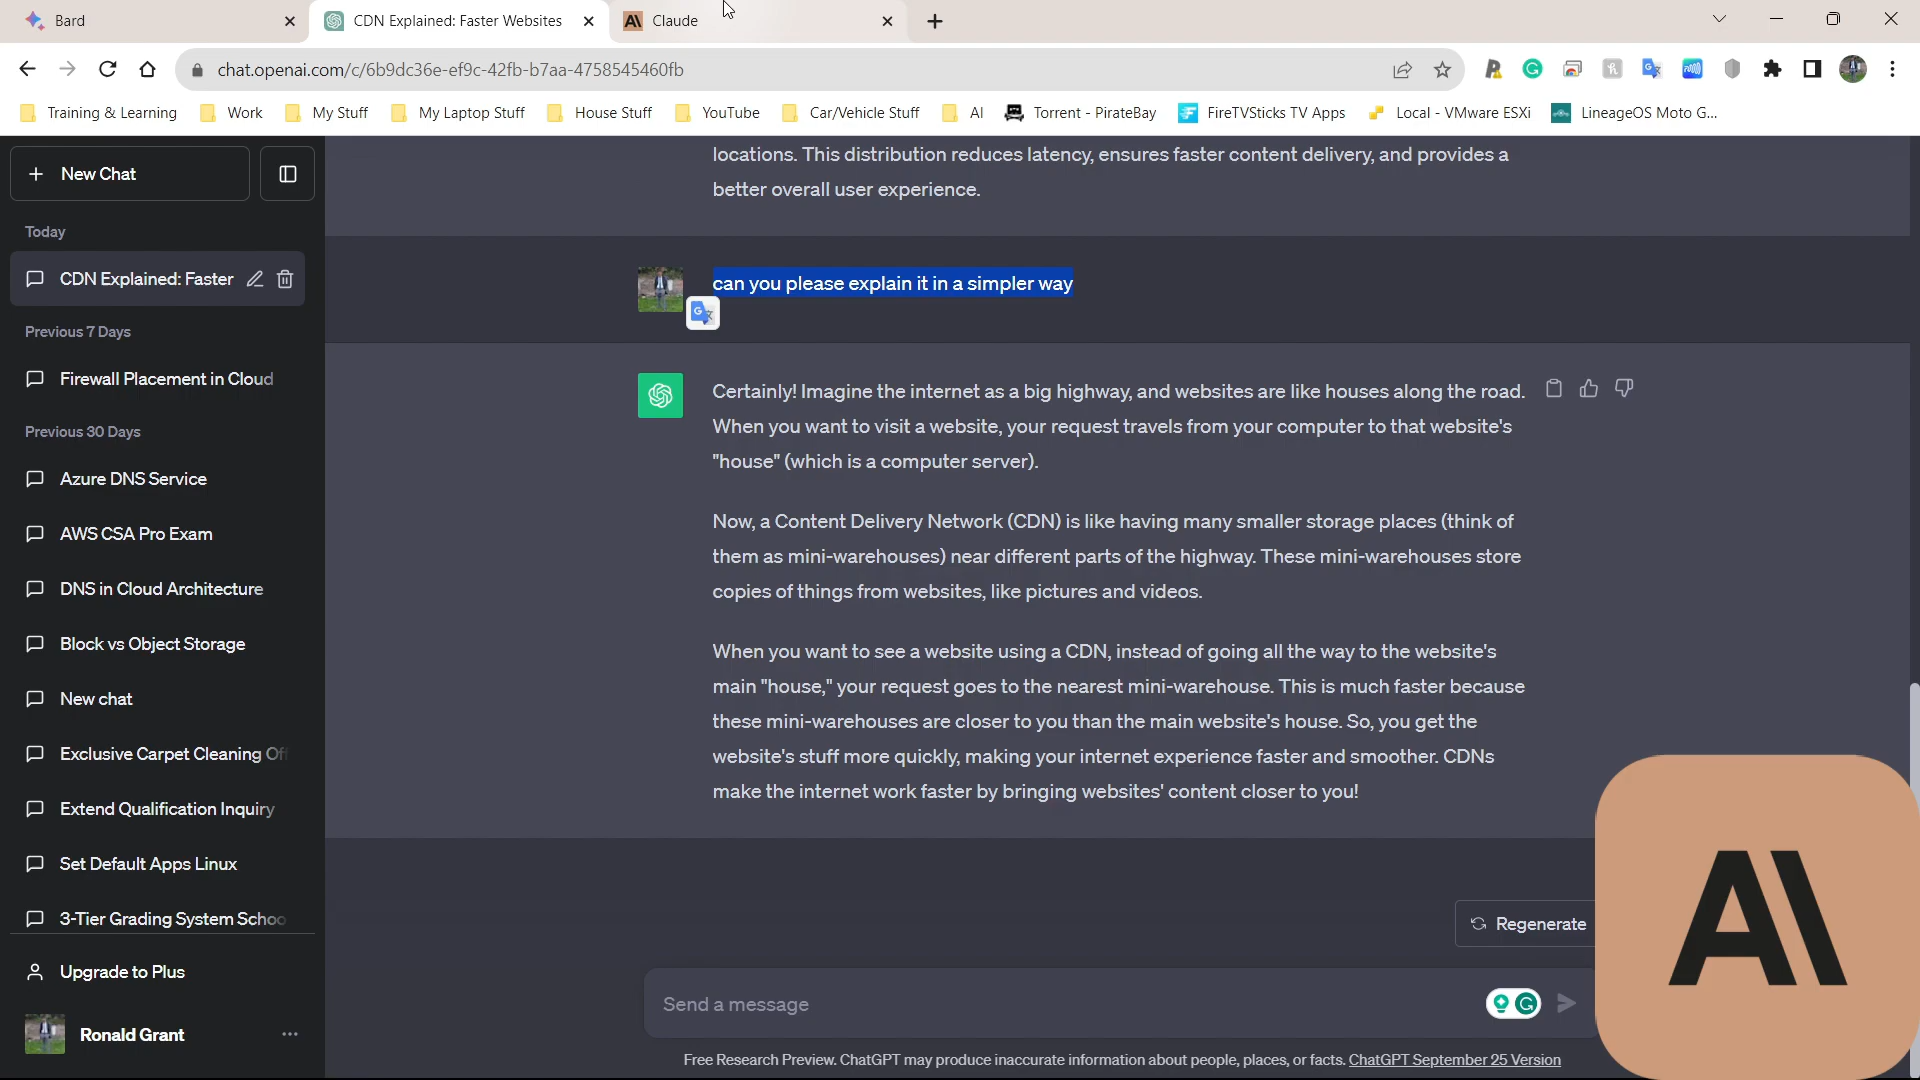 Bard
CDN Explained: Faster Websites
Claude
chat.openai.com/c/6b9dc36e-ef9c-42fb-b7aa-4758545460fb
Training & Learning
Work
My Stuff
My Laptop Stuff
House Stuff
YouTube
Car/Vehicle Stuff
AI
Torrent - PirateBay
FireTVSticks TV Apps
Local - VMware ESXi
LineageOS Moto G...
New Chat
Today
CDN Explained: Faster
Previous 7 Days
Firewall Placement in Cloud
Previous 30 Days
Azure DNS Service
AWS CSA Pro Exam
DNS in Cloud Architecture
Block vs Object Storage
New chat
Exclusive Carpet Cleaning Off
Extend Qualification Inquiry
Set Default Apps Linux
3-Tier Grading System Schoo
Upgrade to Plus
Ronald Grant
locations. This distribution reduces latency, ensures faster content delivery, and provides a
better overall user experience.
can you please explain it in a simpler way
Certainly! Imagine the internet as a big highway, and websites are like houses along the road.
When you want to visit a website, your request travels from your computer to that website's
"house" (which is a computer server).
Now, a Content Delivery Network (CDN) is like having many smaller storage places (think of
them as mini-warehouses) near different parts of the highway. These mini-warehouses store
copies of things from websites, like pictures and videos.
When you want to see a website using a CDN, instead of going all the way to the website's
main "house," your request goes to the nearest mini-warehouse. This is much faster because
these mini-warehouses are closer to you than the main website's house. So, you get the
website's stuff more quickly, making your internet experience faster and smoother. CDNs
make the internet work faster by bringing websites' content closer to you!
Regenerate
Send a message
Free Research Preview. ChatGPT may produce inaccurate information about people, places, or facts. ChatGPT September 25 Version
A\